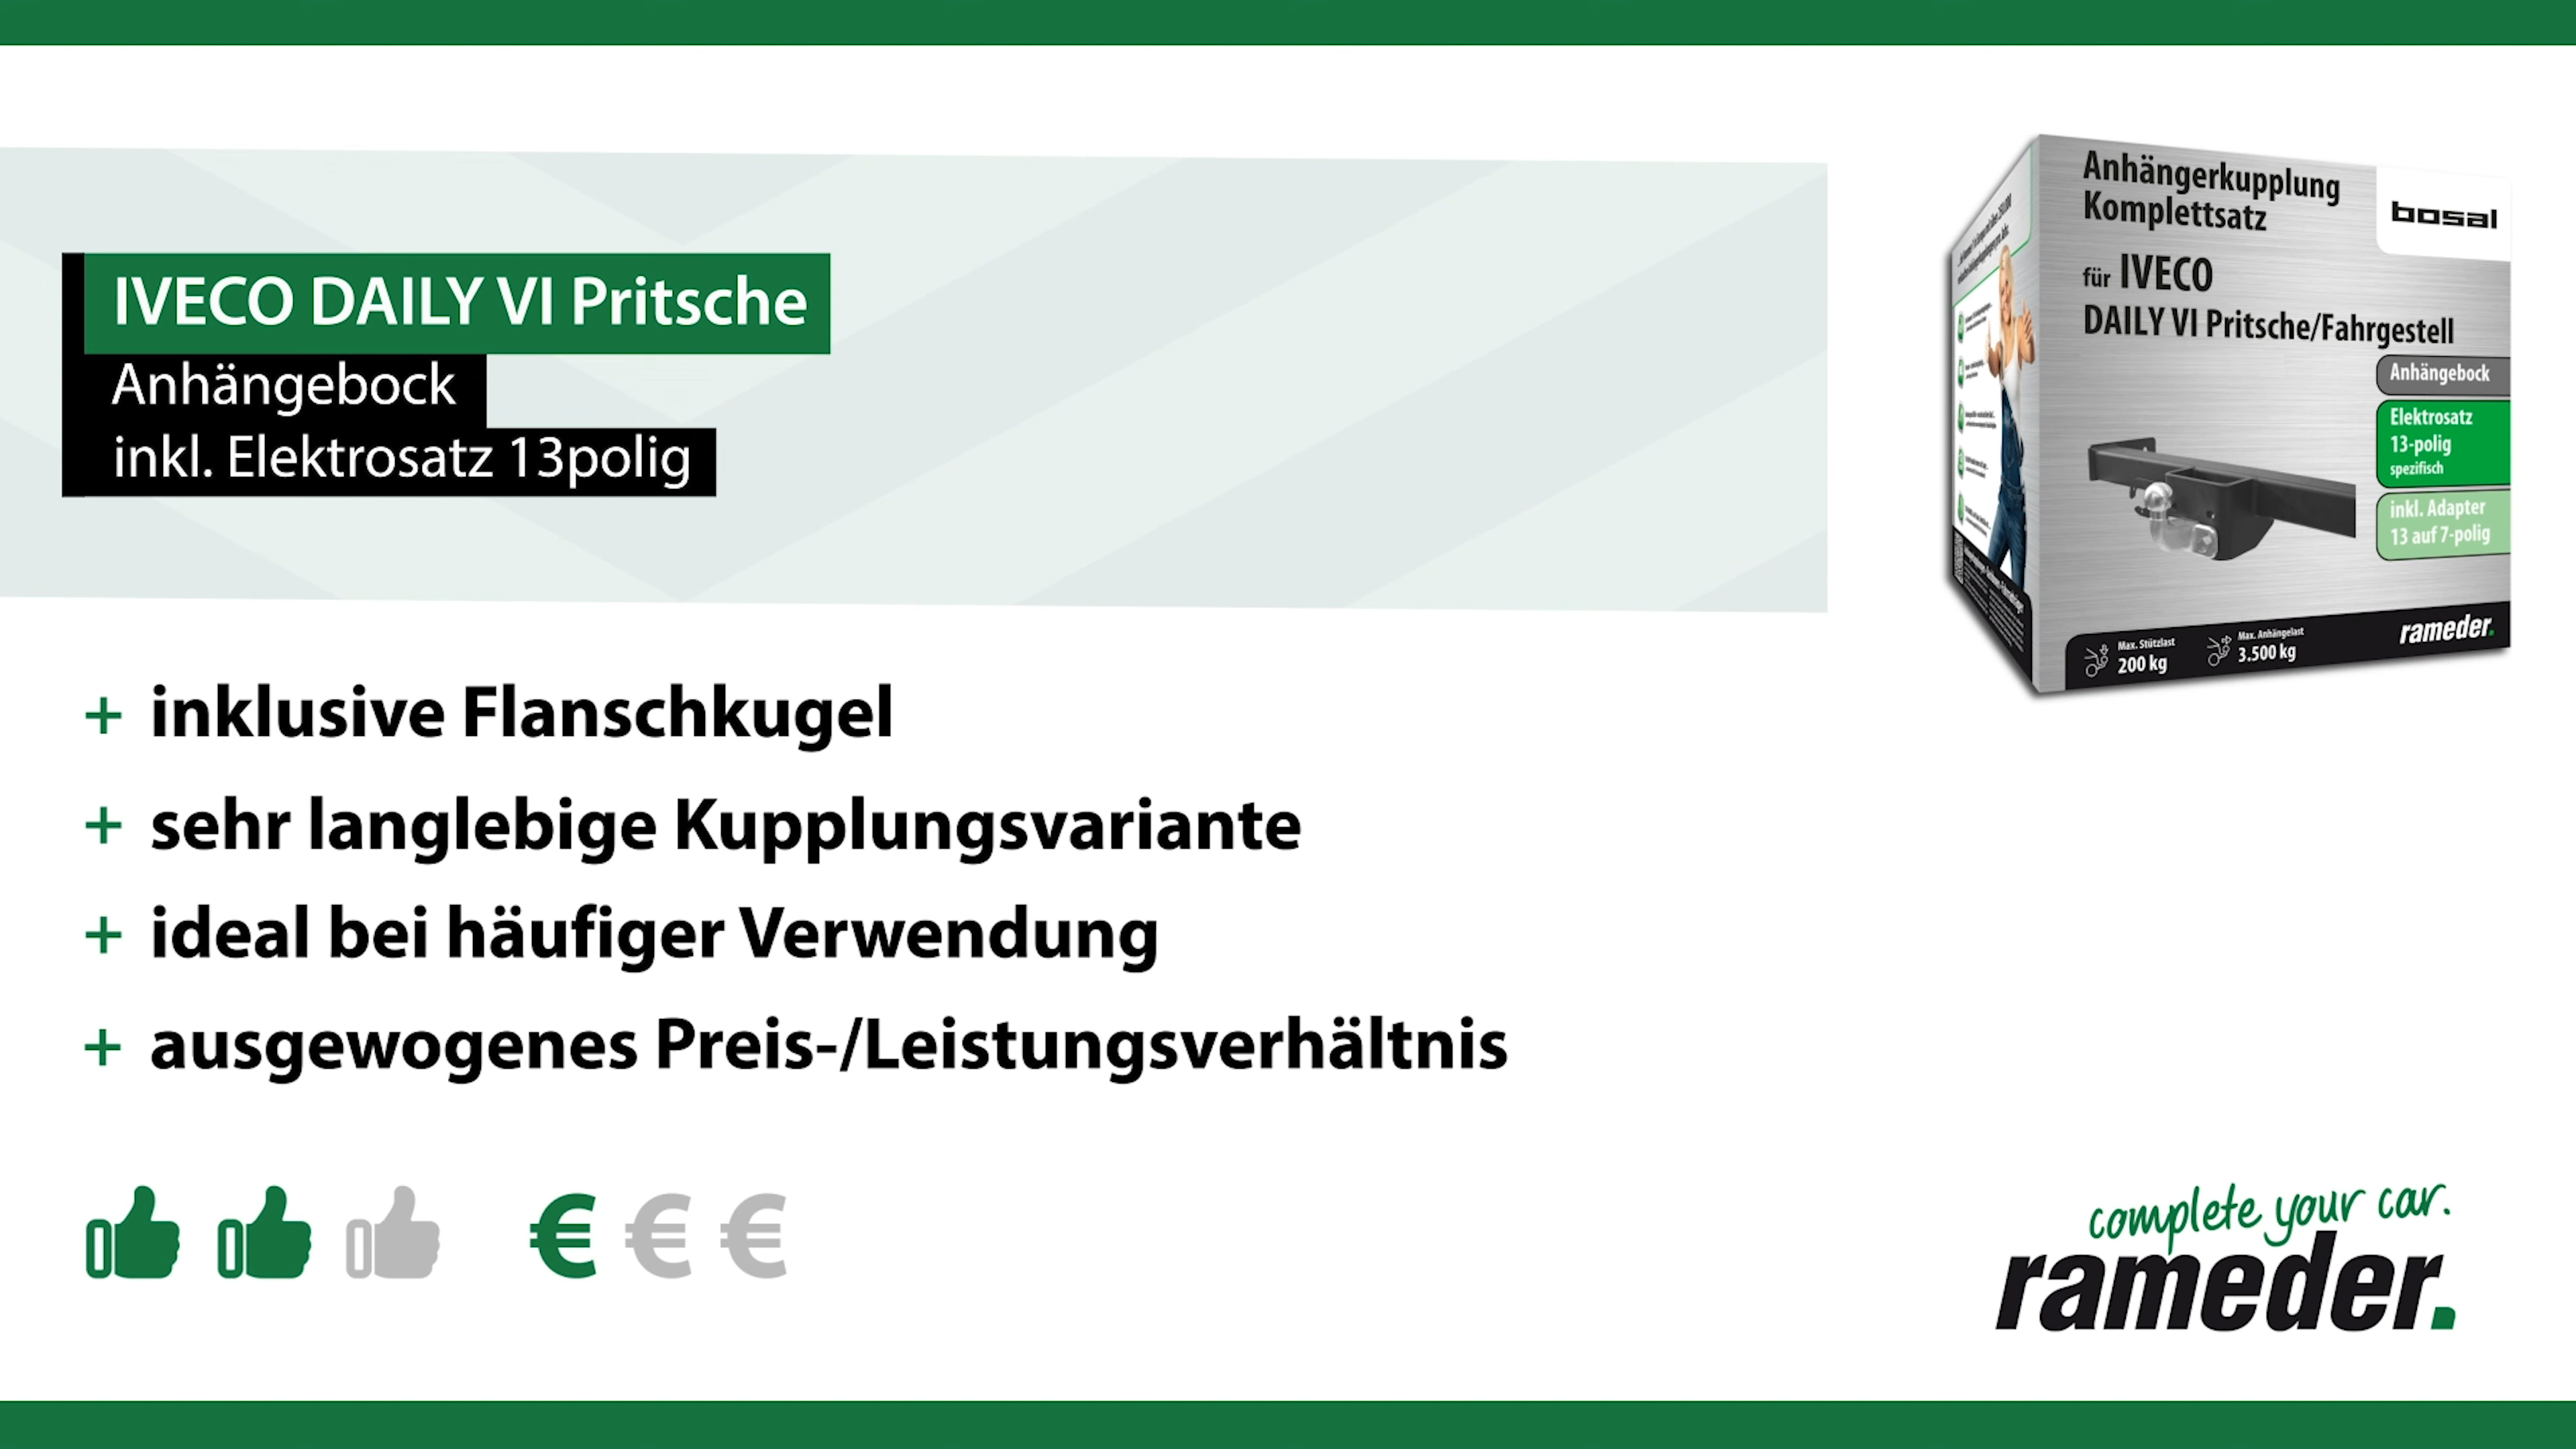 IVECO DAILY VI Pritsche
Anhängebock
inkl. Elektrosatz 13polig
Anhängerkupplung
Komplettsatz
bosal
für IVECO
DAILY VI Pritsche/Fahrgestell
Anhängebock
Elektrosatz
13-polig
spezifisch
inkl. Adapter
13 auf 7-polig
Max. Stützlast
200 kg
Max. Anhängelast
3.500 kg
rameder.
+ inklusive Flanschkugel
+ sehr langlebige Kupplungsvariante
+ ideal bei häufiger Verwendung
+ ausgewogenes Preis-/Leistungsverhältnis
€ € €
complete your car.
rameder.